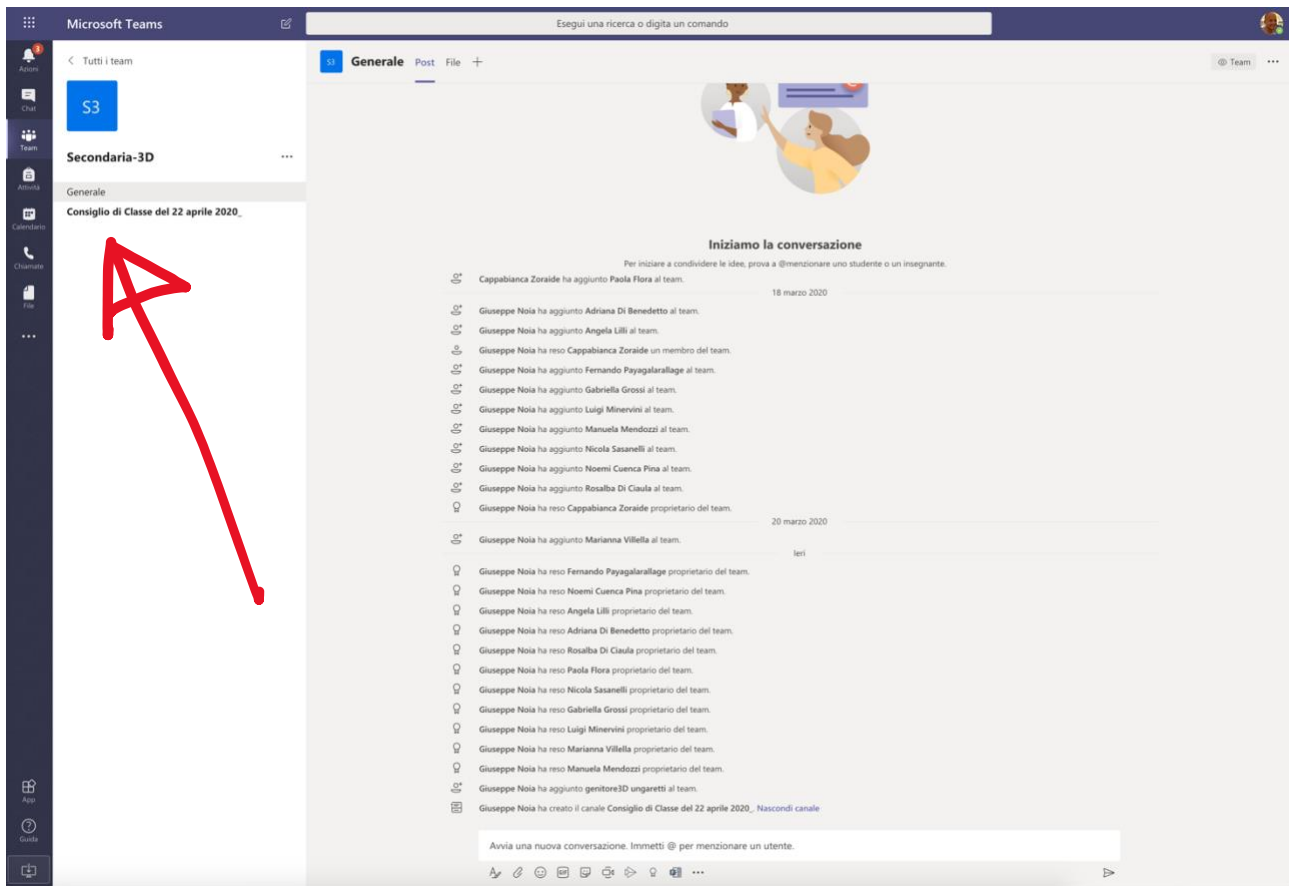 Microsoft Teams
Esegui una ricerca o digita un comando
3
Azioni
Chat
Team
Attività
Calendario
Chiamate
File
App
Guida
Tutti i team
S3
Secondaria-3D
Generale
Consiglio di Classe del 22 aprile 2020_
S3 Generale Post File
Team
Iniziamo la conversazione
Per iniziare a condividere le idee, prova a @menzionare uno studente o un insegnante.
Cappabianca Zoraide ha aggiunto Paola Flora al team.
18 marzo 2020
Giuseppe Noia ha aggiunto Adriana Di Benedetto al team.
Giuseppe Noia ha aggiunto Angela Lilli al team.
Giuseppe Noia ha reso Cappabianca Zoraide un membro del team.
Giuseppe Noia ha aggiunto Fernando Payagalarallage al team.
Giuseppe Noia ha aggiunto Gabriella Grossi al team.
Giuseppe Noia ha aggiunto Luigi Minervini al team.
Giuseppe Noia ha aggiunto Manuela Mendozzi al team.
Giuseppe Noia ha aggiunto Nicola Sasanelli al team.
Giuseppe Noia ha aggiunto Noemi Cuenca Pina al team.
Giuseppe Noia ha aggiunto Rosalba Di Ciaula al team.
Giuseppe Noia ha reso Cappabianca Zoraide proprietario del team.
20 marzo 2020
Giuseppe Noia ha aggiunto Marianna Villella al team.
Ieri
Giuseppe Noia ha reso Fernando Payagalarallage proprietario del team.
Giuseppe Noia ha reso Noemi Cuenca Pina proprietario del team.
Giuseppe Noia ha reso Angela Lilli proprietario del team.
Giuseppe Noia ha reso Adriana Di Benedetto proprietario del team.
Giuseppe Noia ha reso Rosalba Di Ciaula proprietario del team.
Giuseppe Noia ha reso Paola Flora proprietario del team.
Giuseppe Noia ha reso Nicola Sasanelli proprietario del team.
Giuseppe Noia ha reso Gabriella Grossi proprietario del team.
Giuseppe Noia ha reso Luigi Minervini proprietario del team.
Giuseppe Noia ha reso Marianna Villella proprietario del team.
Giuseppe Noia ha reso Manuela Mendozzi proprietario del team.
Giuseppe Noia ha aggiunto genitore3D ungaretti al team.
Giuseppe Noia ha creato il canale Consiglio di Classe del 22 aprile 2020_. Nascondi canale
Avvia una nuova conversazione. Immetti @ per menzionare un utente.
GIF